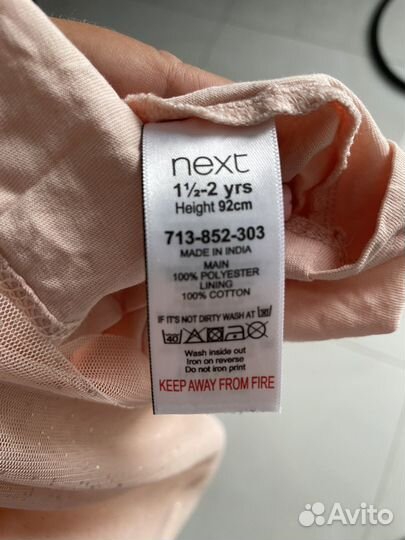 next
1½-2 yrs
Height 92cm
713-852-303
MADE IN INDIA
MAIN
100% POLYESTER
LINING
100% COTTON
IF IT'S NOT DIRTY WASH AT 30
40
Wash inside out
Iron on reverse
Do not iron print
KEEP AWAY FROM FIRE
Avito